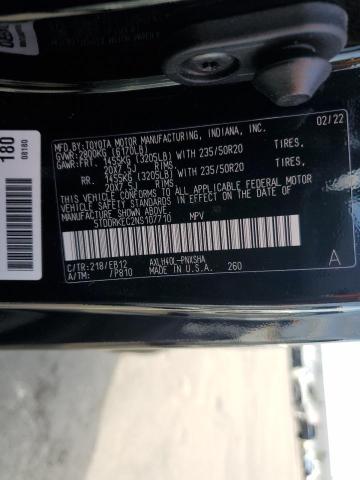 MFD. BY: TOYOTA MOTOR MANUFACTURING, INDIANA, INC. 02/22
GVWR: 2800KG (6170LB)
GAWR: FRT. 1455KG (3205LB) WITH 235/50R20 TIRES,
20X7.5J RIMS
RR. 1455KG (3205LB) WITH 235/50R20 TIRES,
20X7.5J RIMS
THIS VEHICLE CONFORMS TO ALL APPLICABLE FEDERAL MOTOR
VEHICLE SAFETY STANDARDS IN EFFECT ON THE DATE OF
MANUFACTURE SHOWN ABOVE.
5TDDRKEC2NS107710 MPV
C/TR: 218/EB12 AXLH40L-PNXSHA A
A/TM: /P810 MADE IN U.S.A. 260
180
08180